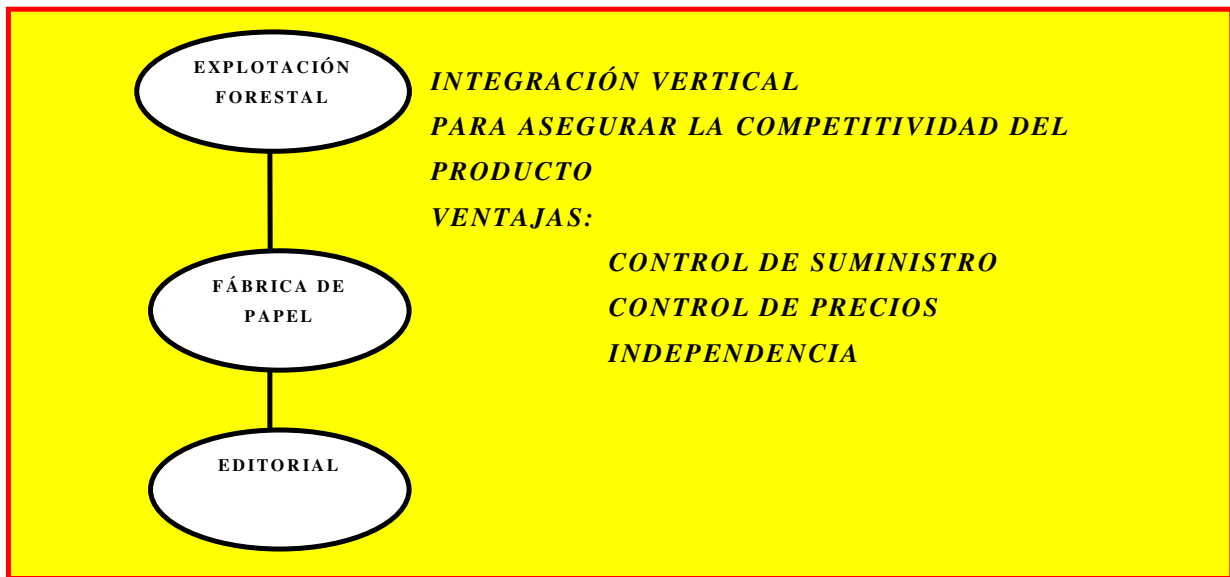 EXPLOTACIÓN
FORESTAL
INTEGRACIÓN VERTICAL
PARA ASEGURAR LA COMPETITIVIDAD DEL
PRODUCTO
VENTAJAS:
CONTROL DE SUMINISTRO
CONTROL DE PRECIOS
INDEPENDENCIA
FÁBRICA DE
PAPEL
EDITORIAL